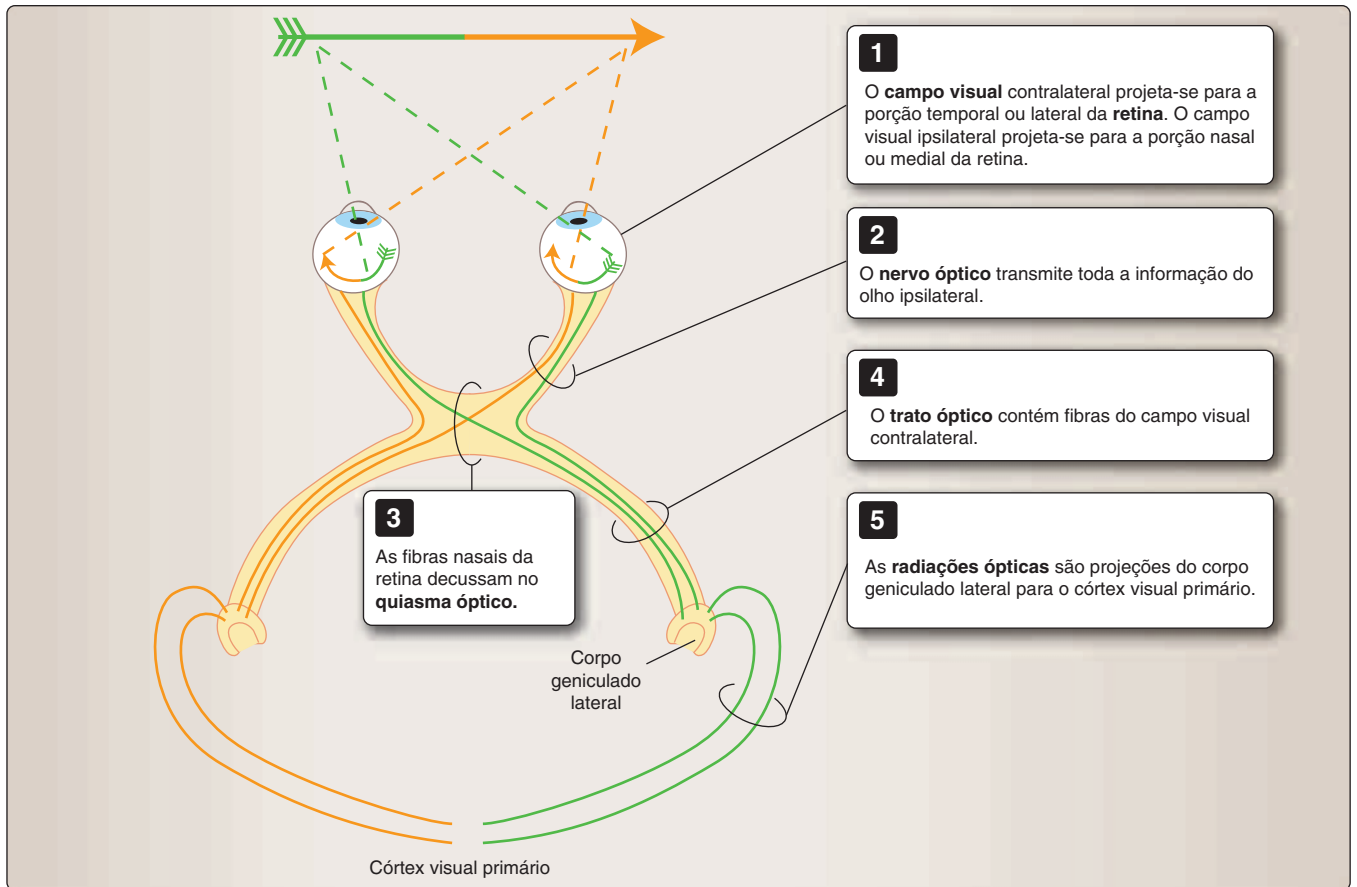 1
O campo visual contralateral projeta-se para a
porção temporal ou lateral da retina. O campo
visual ipsilateral projeta-se para a porção nasal
ou medial da retina.
2
O nervo óptico transmite toda a informação do
olho ipsilateral.
4
O trato óptico contém fibras do campo visual
contralateral.
3
As fibras nasais da
retina decussam no
quiasma óptico.
5
As radiações ópticas são projeções do corpo
geniculado lateral para o córtex visual primário.
Corpo
geniculado
lateral
Córtex visual primário